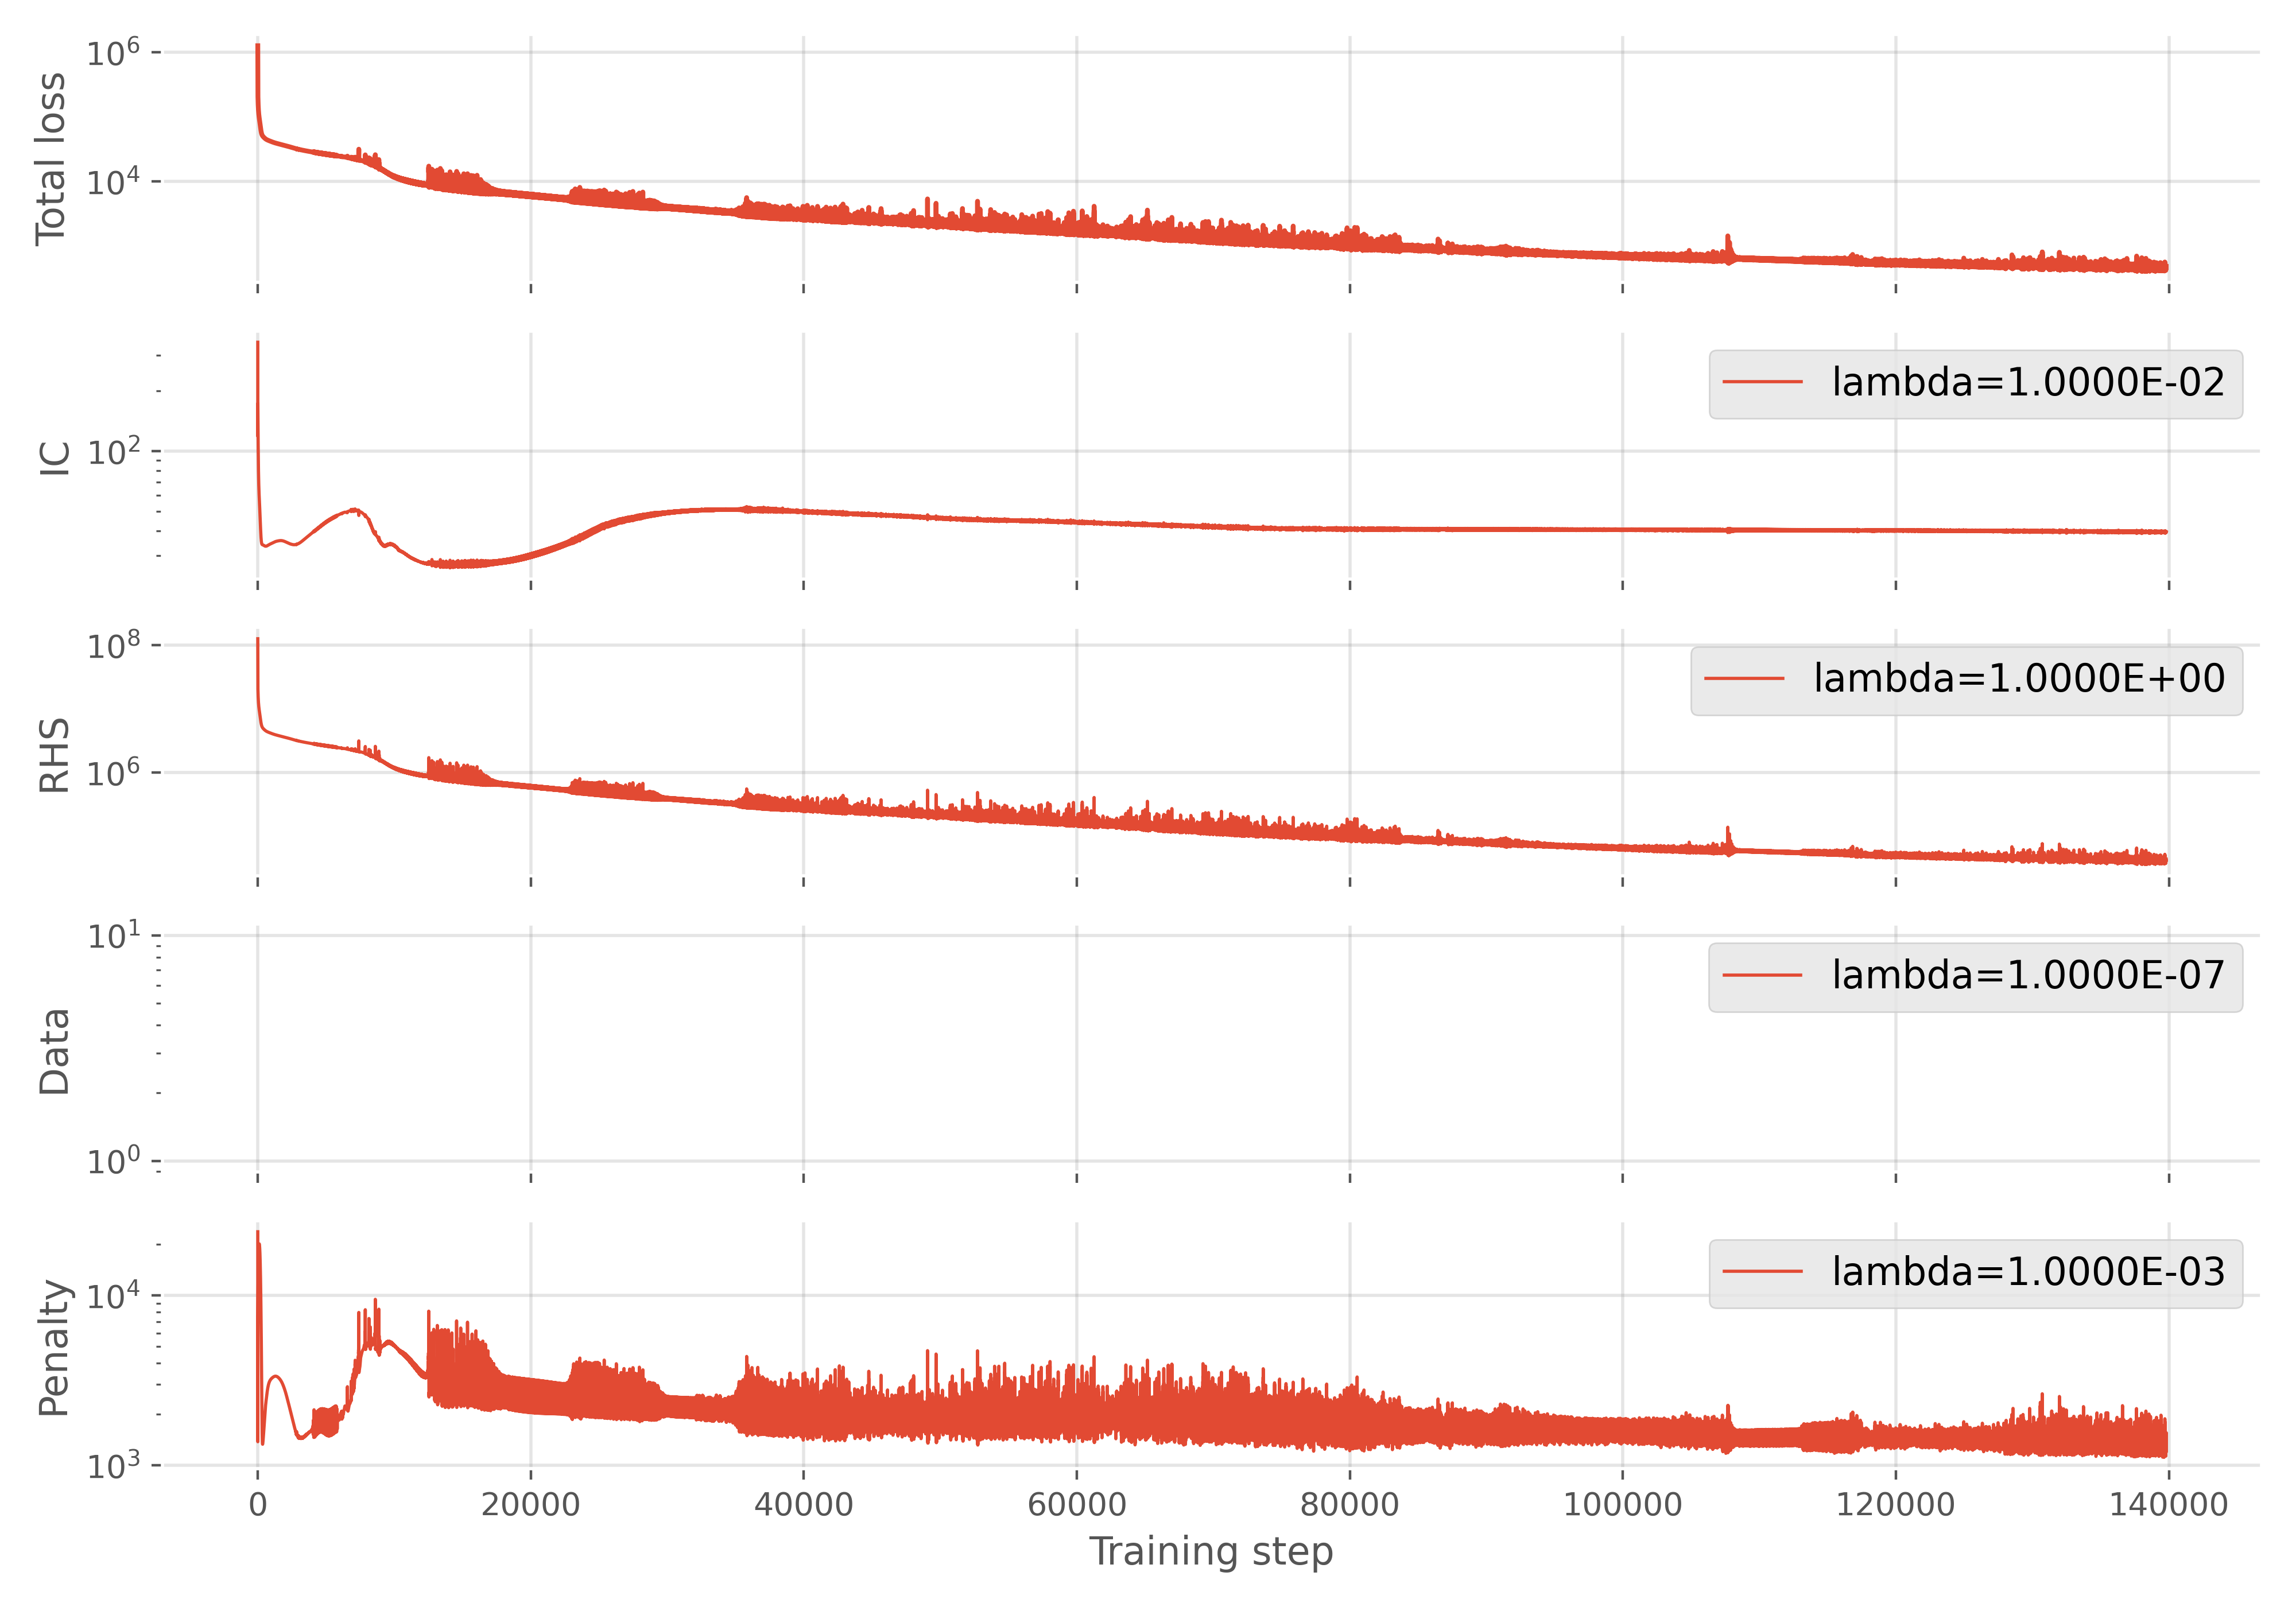 Total loss
10^6
10^4
IC
10^2
lambda=1.0000E-02
RHS
10^8
10^6
lambda=1.0000E+00
Data
10^1
10^0
lambda=1.0000E-07
Penalty
10^4
10^3
lambda=1.0000E-03
0 20000 40000 60000 80000 100000 120000 140000
Training step